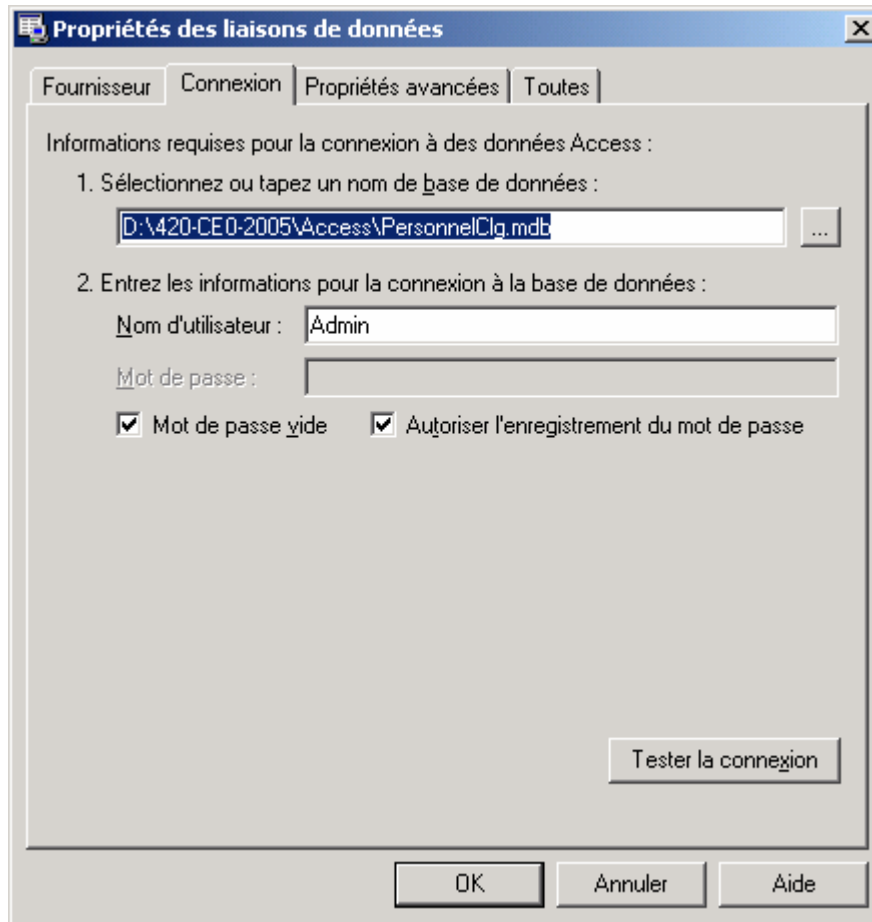 Propriétés des liaisons de données
Fournisseur Connexion Propriétés avancées Toutes
Informations requises pour la connexion à des données Access :
1. Sélectionnez ou tapez un nom de base de données :
D:\420-CE0-2005\Access\PersonnelClg.mdb ...
2. Entrez les informations pour la connexion à la base de données :
Nom d'utilisateur : Admin
Mot de passe :
Mot de passe vide Autoriser l'enregistrement du mot de passe
Tester la connexion
OK Annuler Aide